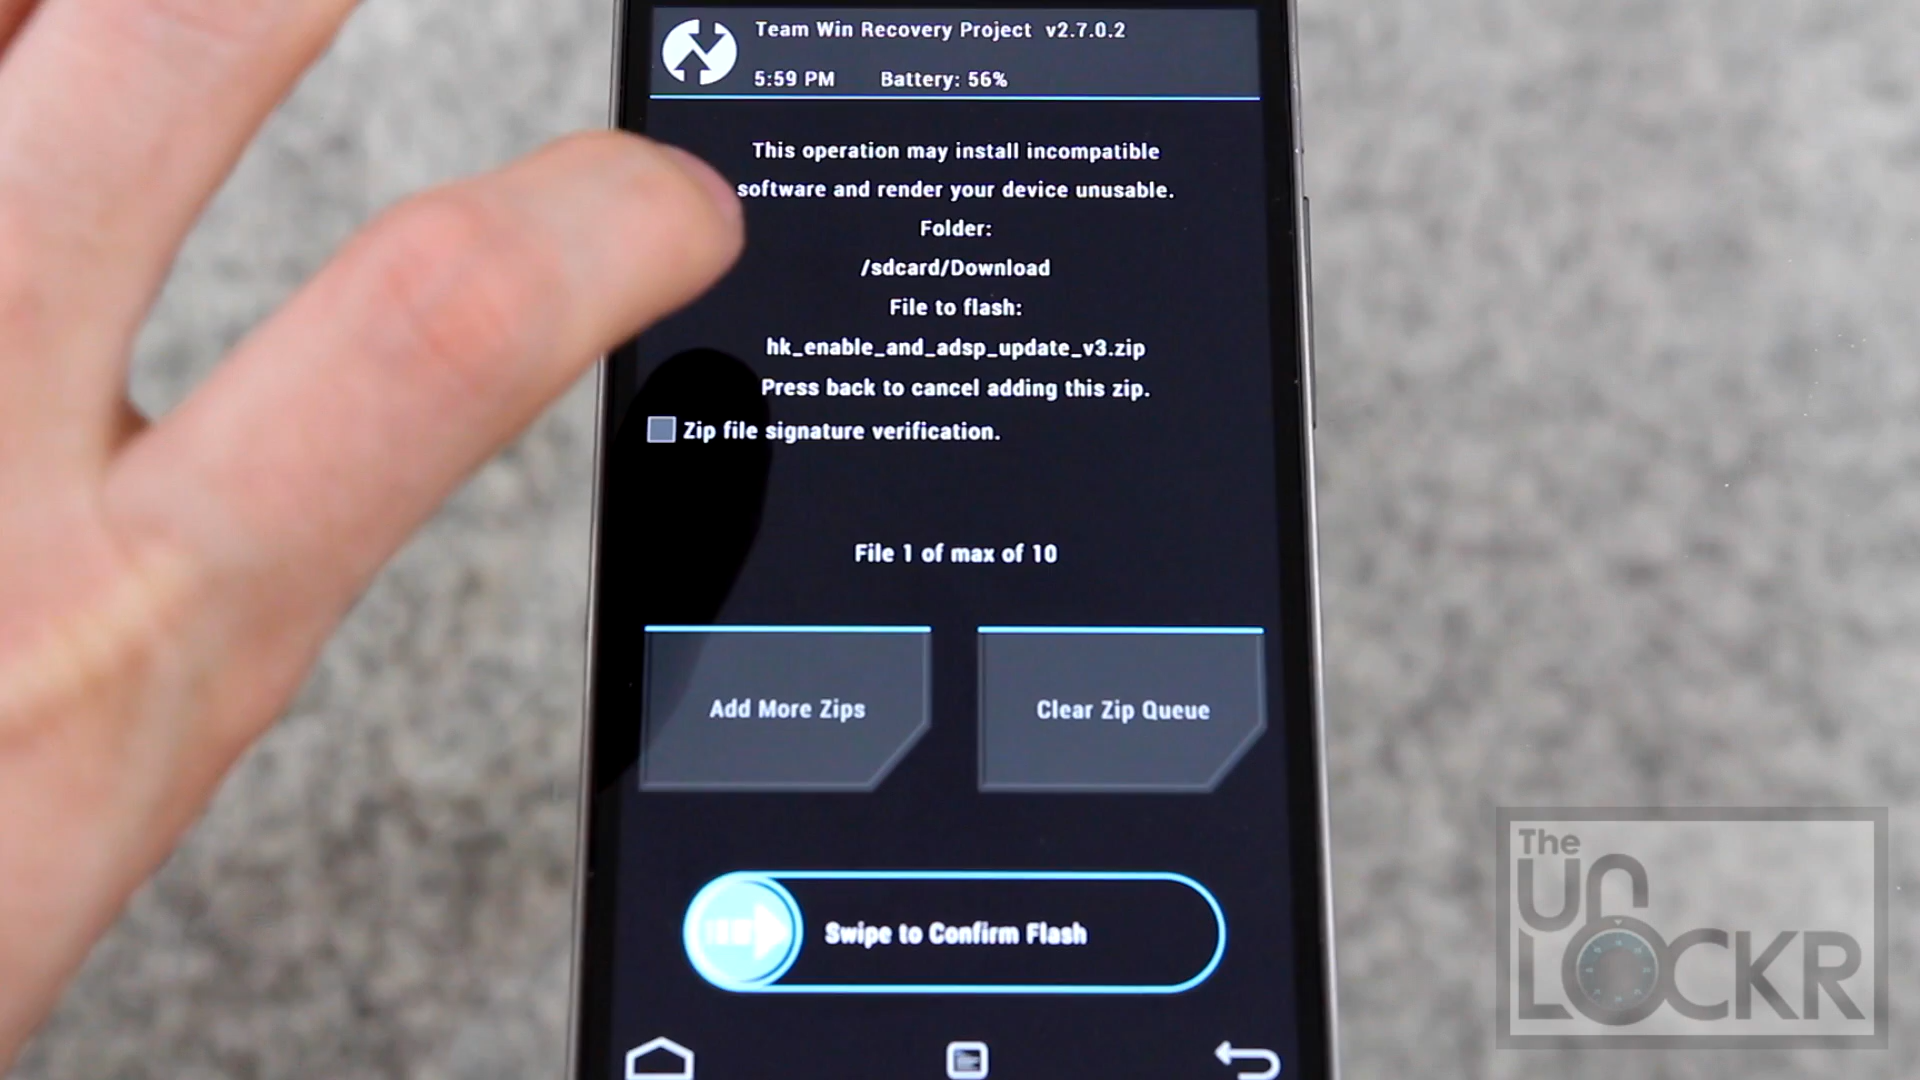 Team Win Recovery Project v2.7.0.2
5:59 PM Battery: 56%
This operation may install incompatible
software and render your device unusable.
Folder:
/sdcard/Download
File to flash:
hk_enable_and_adsp_update_v3.zip
Press back to cancel adding this zip.
Zip file signature verification.
File 1 of max of 10
Add More Zips
Clear Zip Queue
Swipe to Confirm Flash
The
UN
LOCKR